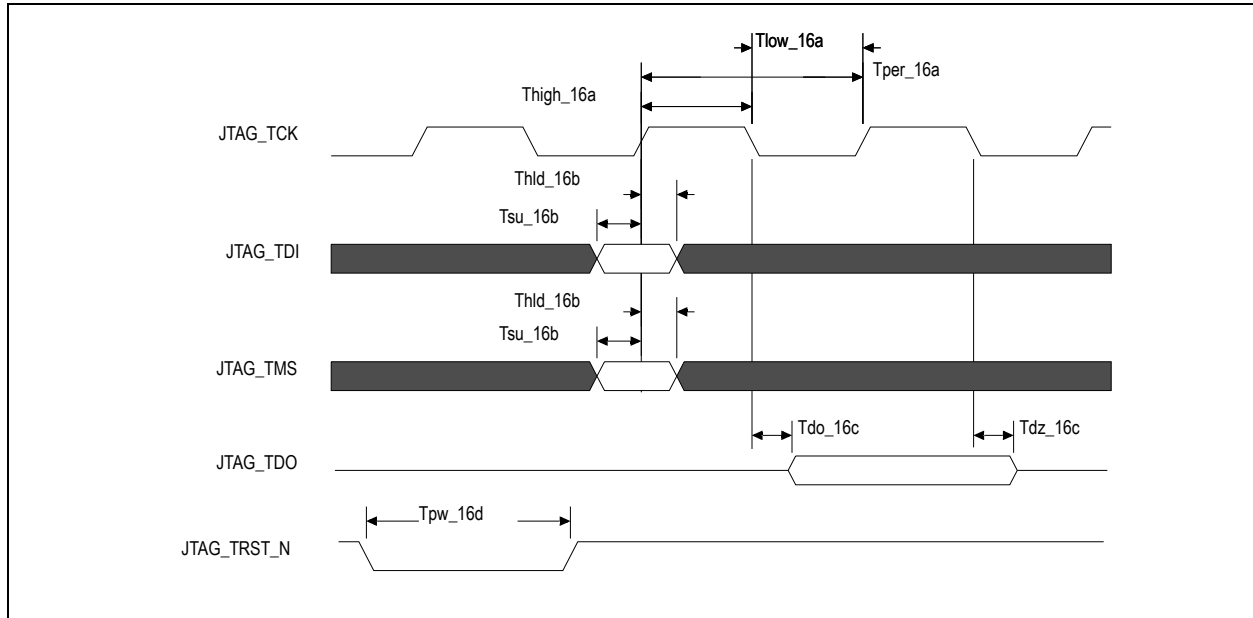 Tlow_16a
Tper_16a
Thigh_16a
JTAG_TCK
Thld_16b
Tsu_16b
JTAG_TDI
Thld_16b
Tsu_16b
JTAG_TMS
Tdo_16c
Tdz_16c
JTAG_TDO
Tpw_16d
JTAG_TRST_N